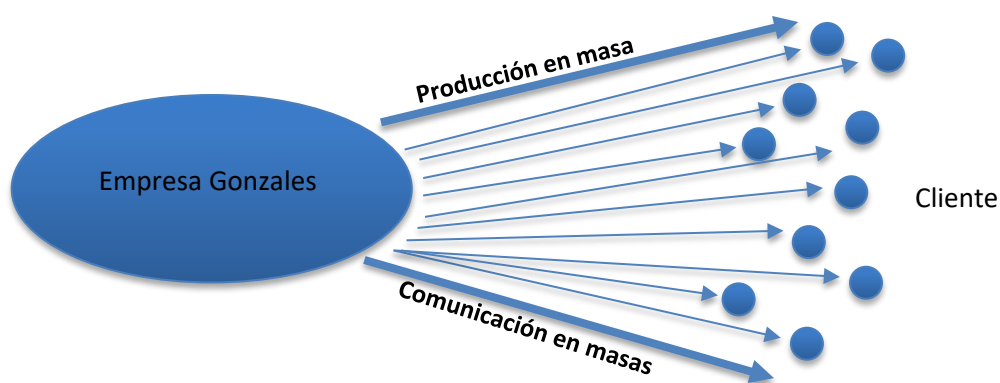 Producción en masa
Empresa Gonzales
Cliente
Comunicación en masas